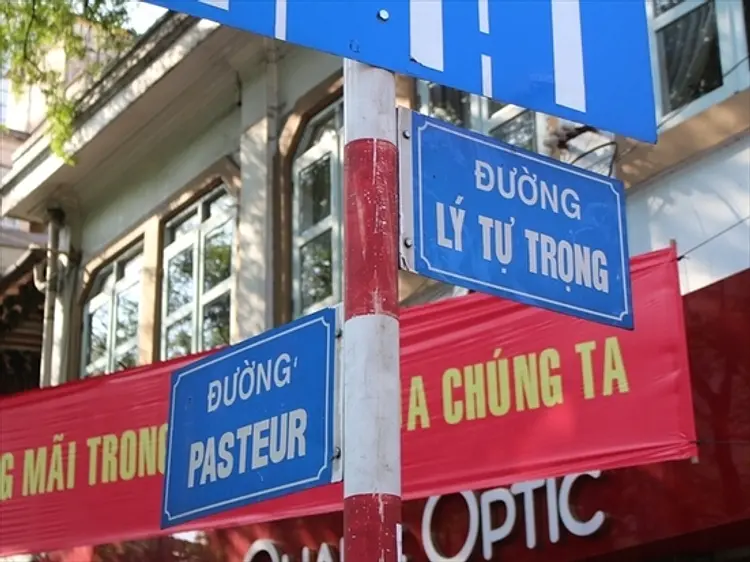 ĐƯỜNG
LÝ TỰ TRỌNG
ĐƯỜNG
PASTEUR
MÃI TRONG
CHÚNG TA
OPTIC